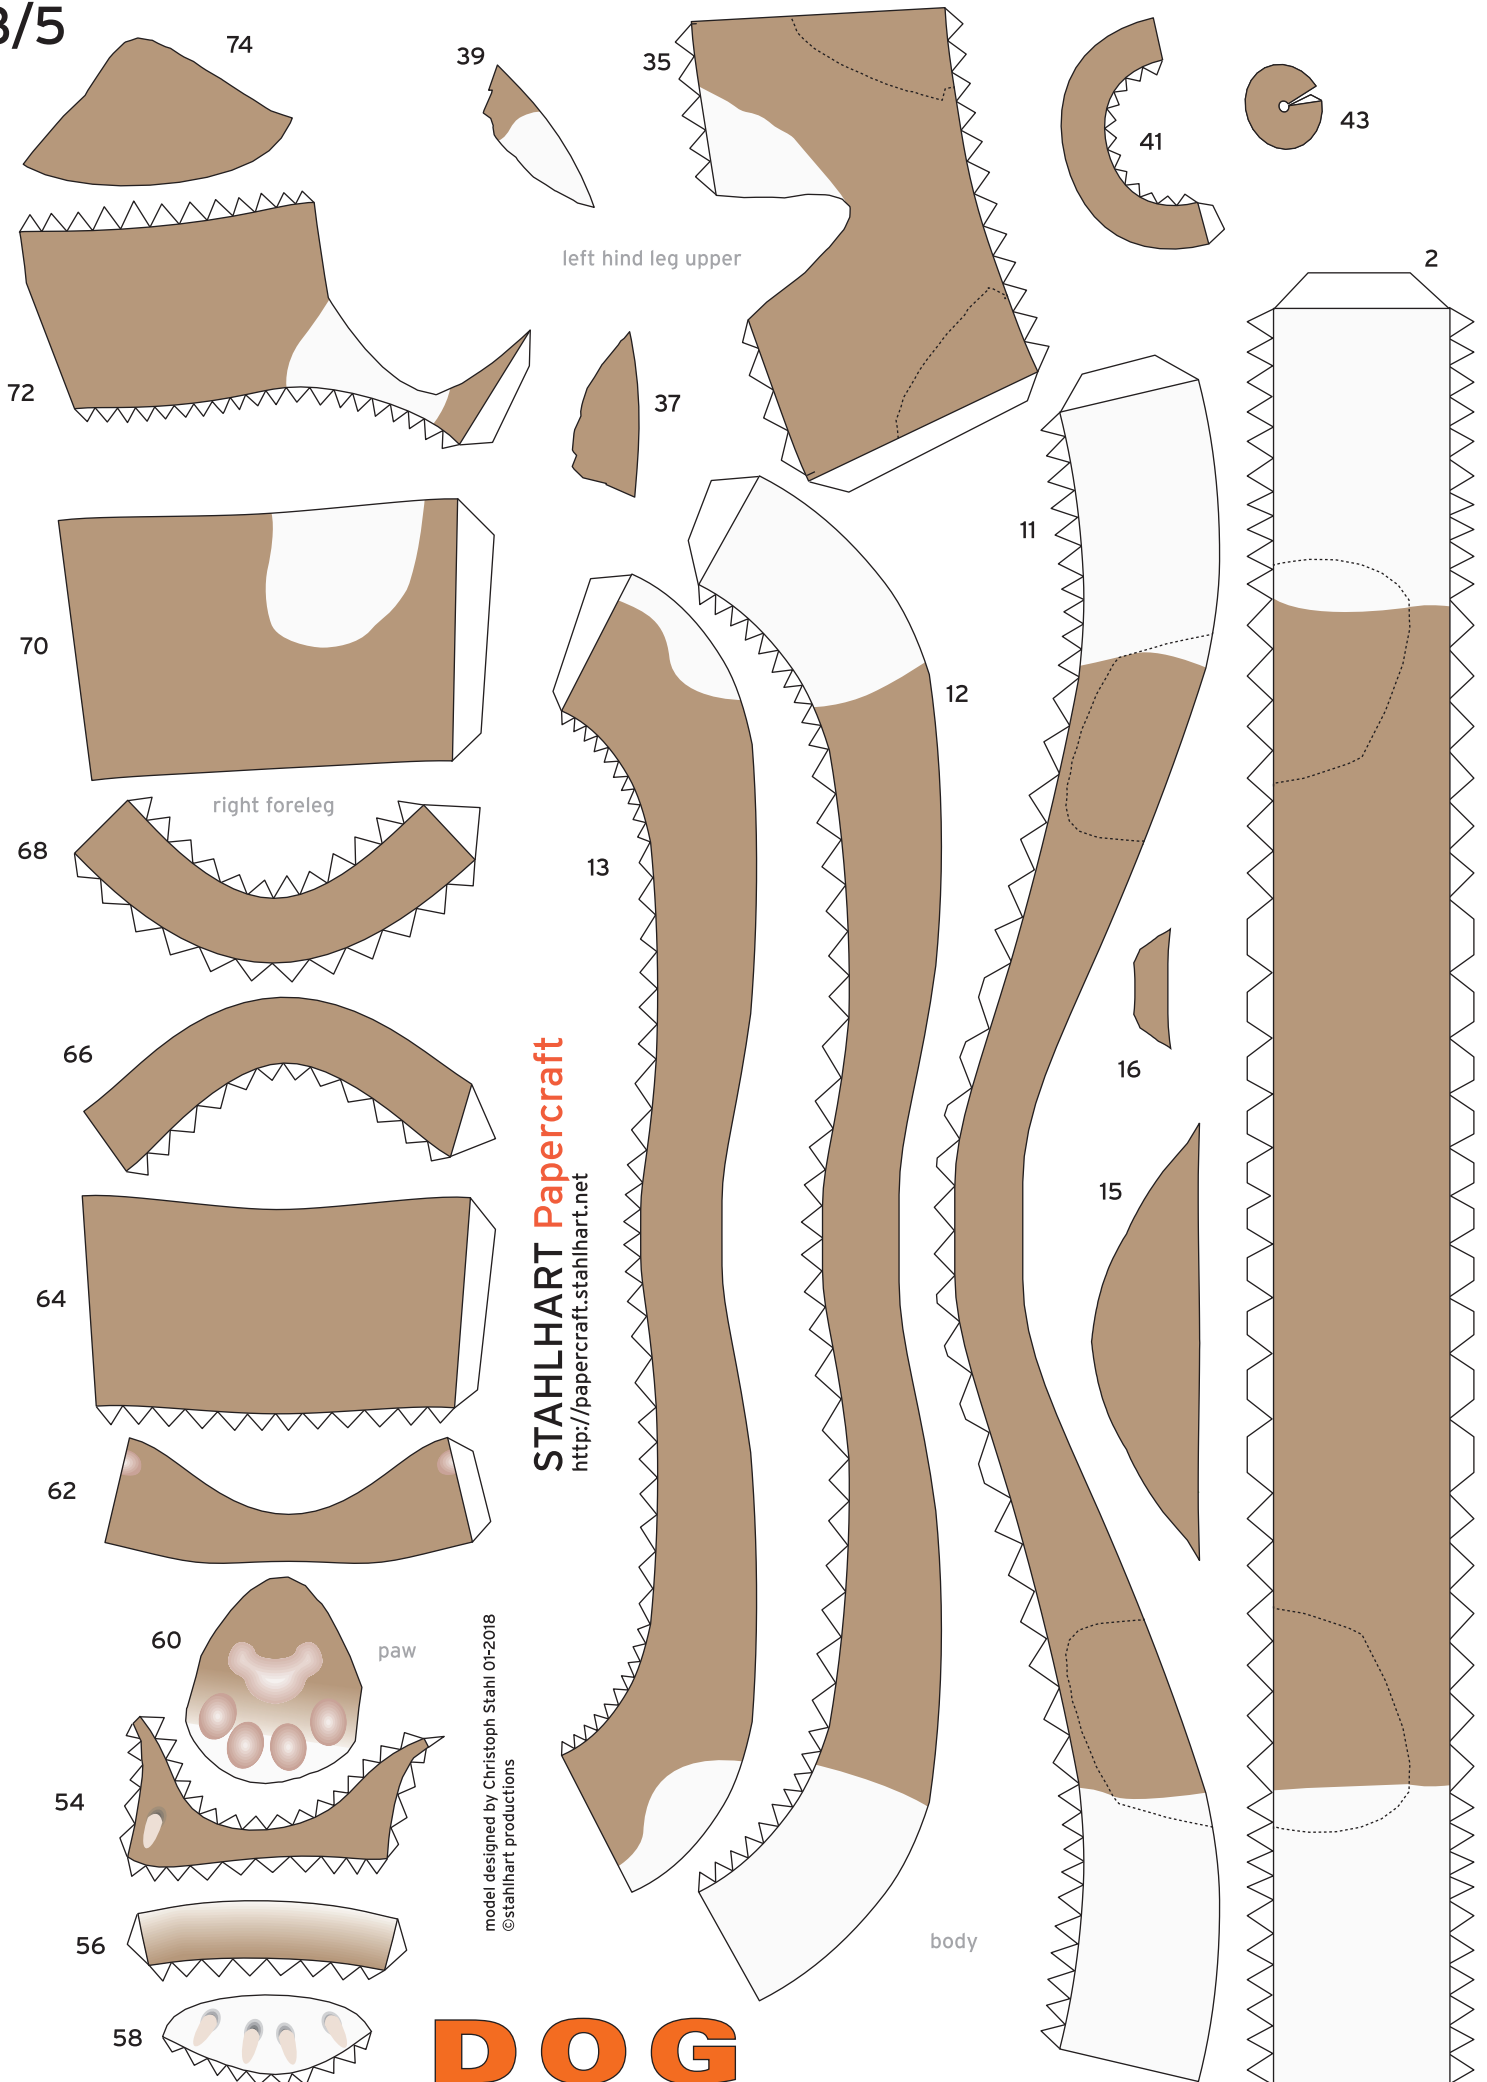 3/5
74
39
35
41
43
2
left hind leg upper
72
37
11
70
12
right foreleg
68
13
16
66
STAHLHART Papercraft
http://papercraft.stahlhart.net
15
64
62
60
paw
54
model designed by Christoph Stahl 01-2018
©stahlhart productions
56
body
58
DOG